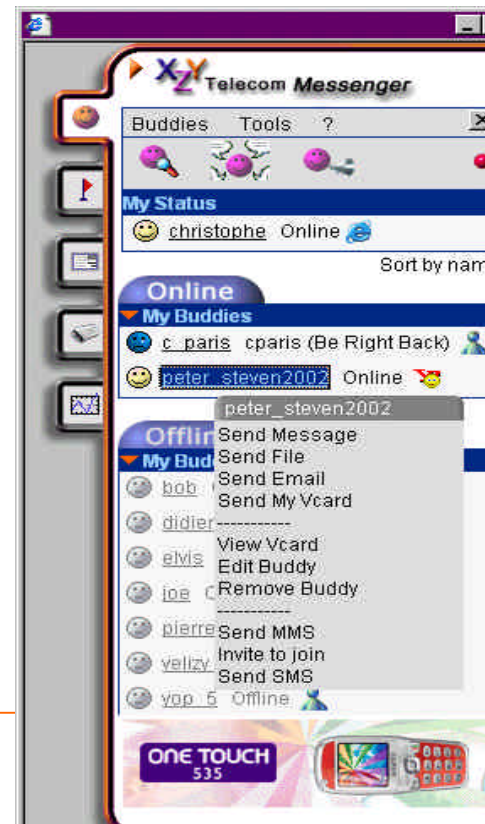 XZY Telecom Messenger
Buddies Tools ?
My Status
christophe Online
Sort by nam
Online
My Buddies
c_paris cparis (Be Right Back)
peter_steven2002 Online
peter_steven2002
Offlin
My Bud
Send Message
Send File
Send Email
Send My Vcard
-----------
View Vcard
Edit Buddy
Remove Buddy
----------
Send MMS
Invite to join
Send SMS
bob
didier
elvis
joe
pierre
velizy
yop_5 Offline
ONE TOUCH
535